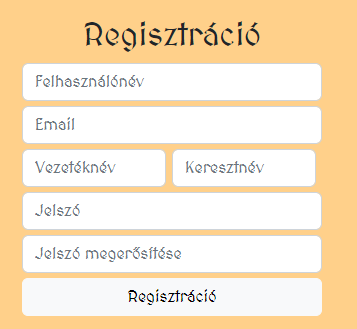 Regisztráció
Felhasználónév
Email
Vezetéknév Keresztnév
Jelszó
Jelszó megerősítése
Regisztráció